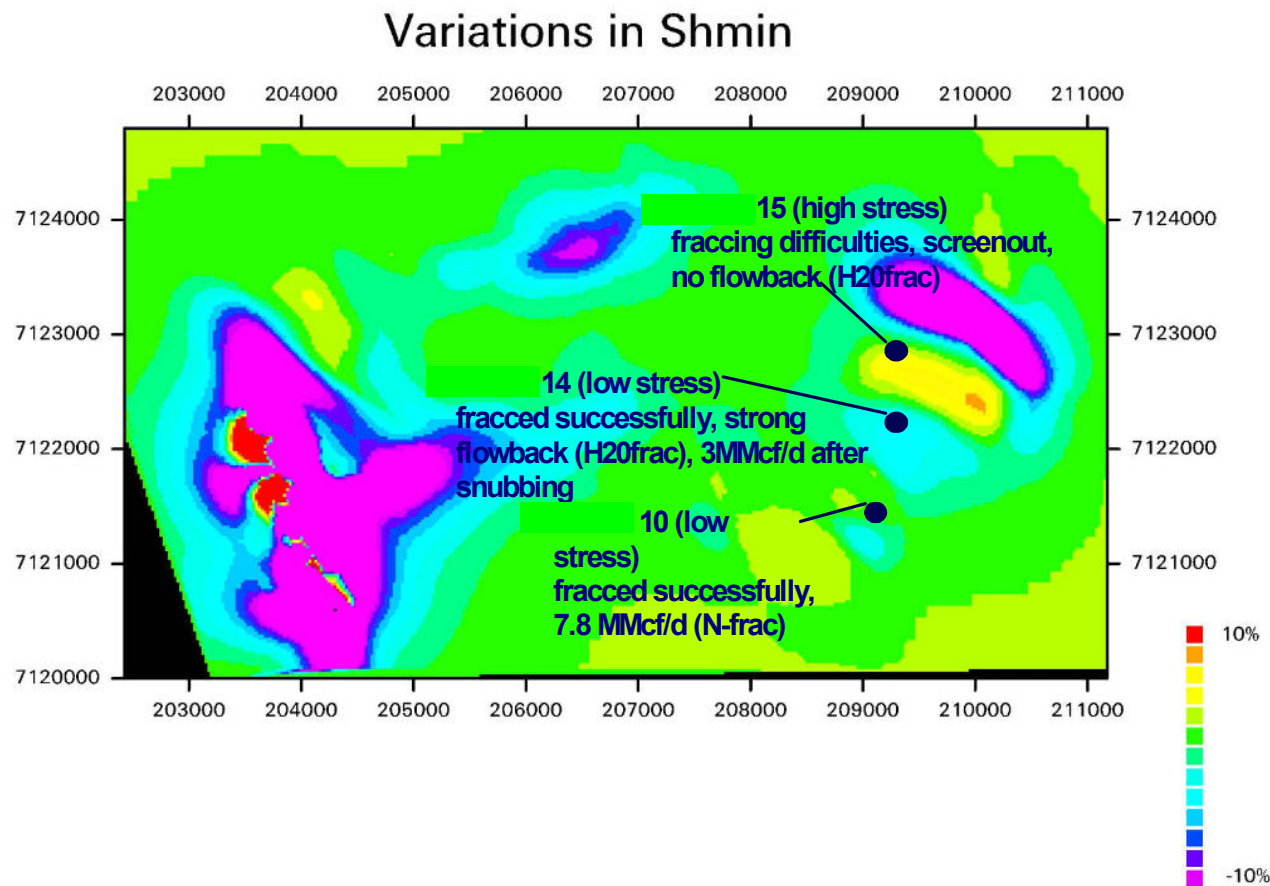 Variations in Shmin
203000 204000 205000 206000 207000 208000 209000 210000 211000
7124000
7124000
15 (high stress)
fraccing difficulties, screenout,
no flowback (H20frac)
7123000
7123000
14 (low stress)
fracced successfully, strong
flowback (H20frac), 3MMcf/d after
snubbing
7122000
7122000
10 (low
stress)
fracced successfully,
7.8 MMcf/d (N-frac)
7121000
7121000
7120000
7120000
203000 204000 205000 206000 207000 208000 209000 210000 211000
10%
-10%